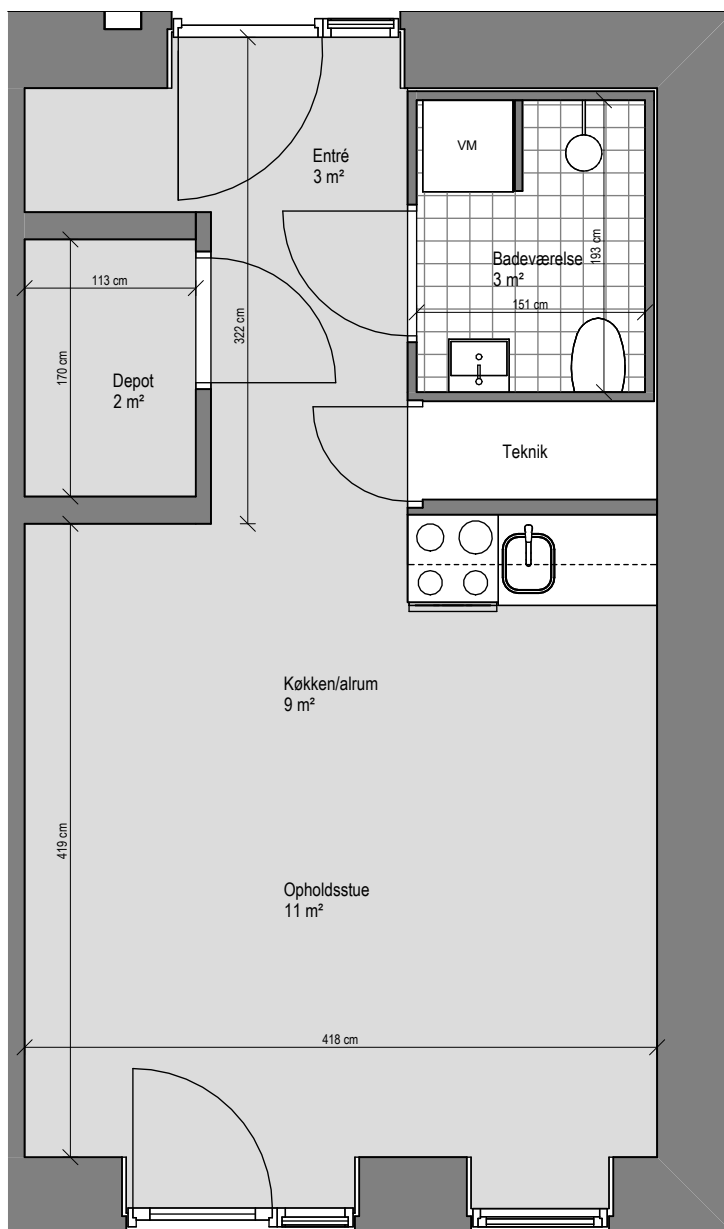 VM
Entré
3 m²
Badeværelse
3 m²
193 cm
151 cm
113 cm
322 cm
170 cm
Depot
2 m²
Teknik
Køkken/alrum
9 m²
419 cm
Opholdsstue
11 m²
418 cm